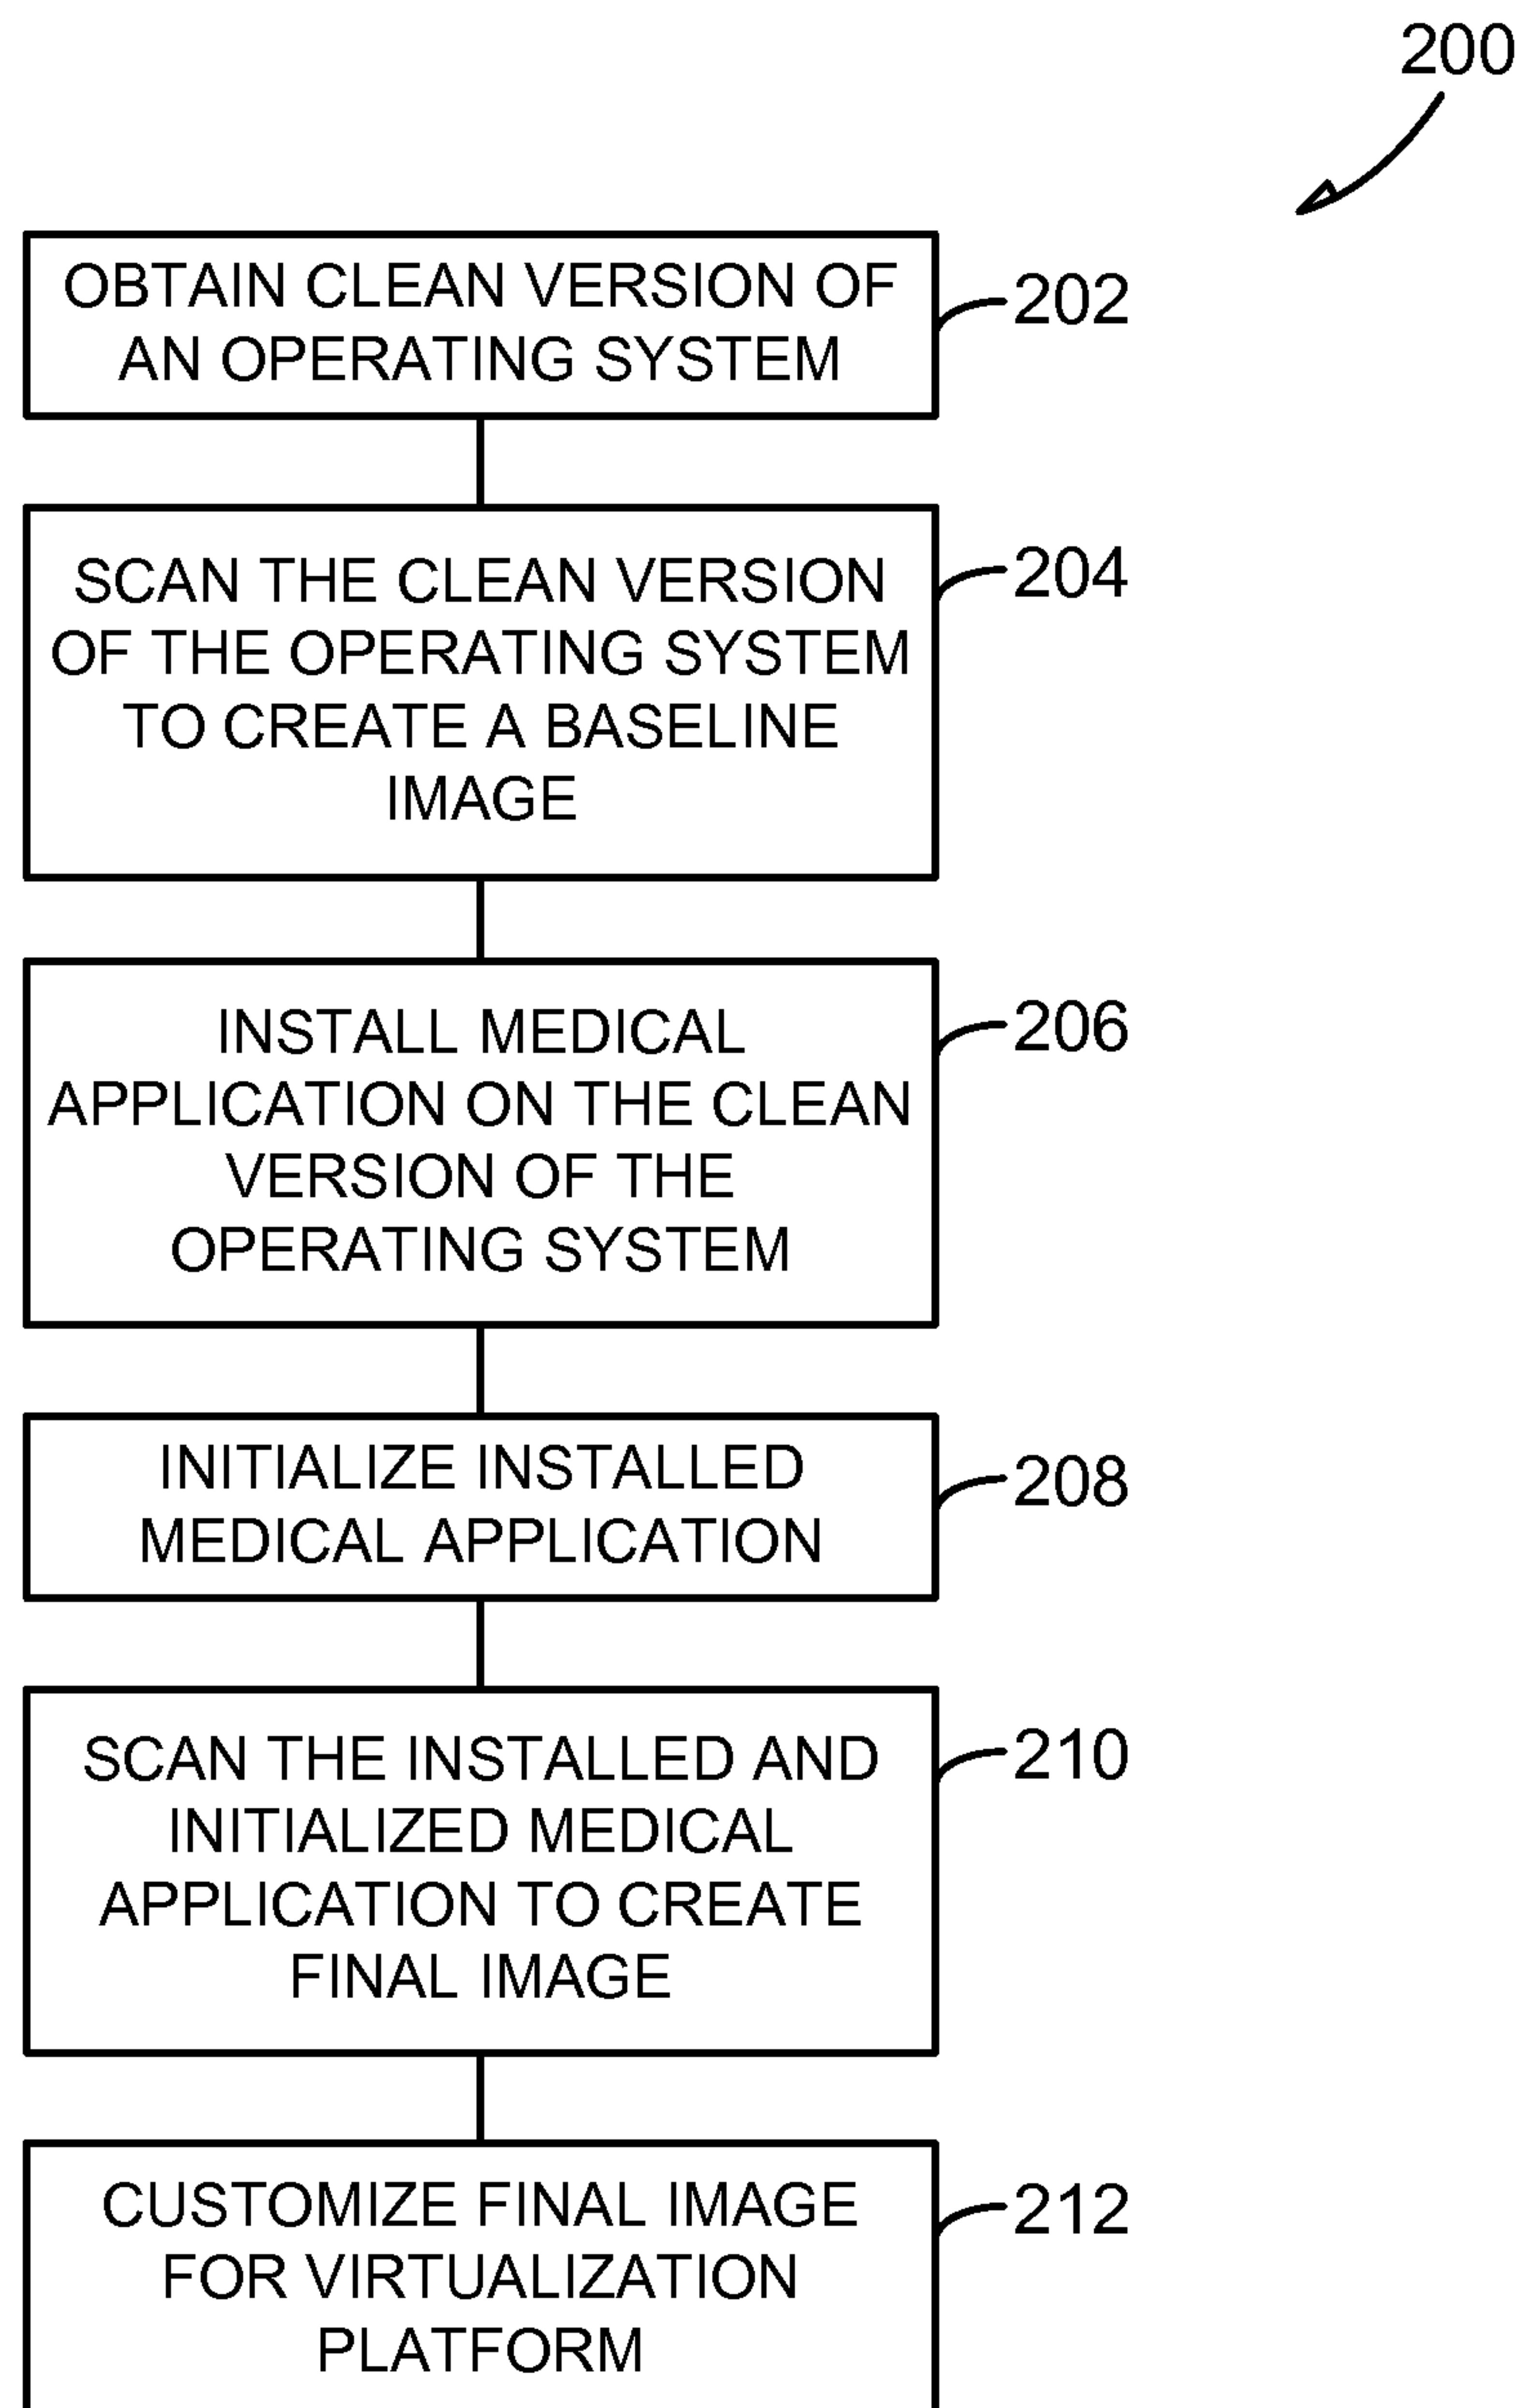 200
OBTAIN CLEAN VERSION OF
AN OPERATING SYSTEM
202
SCAN THE CLEAN VERSION
OF THE OPERATING SYSTEM
TO CREATE A BASELINE
IMAGE
204
INSTALL MEDICAL
APPLICATION ON THE CLEAN
VERSION OF THE
OPERATING SYSTEM
206
INITIALIZE INSTALLED
MEDICAL APPLICATION
208
SCAN THE INSTALLED AND
INITIALIZED MEDICAL
APPLICATION TO CREATE
FINAL IMAGE
210
CUSTOMIZE FINAL IMAGE
FOR VIRTUALIZATION
PLATFORM
212